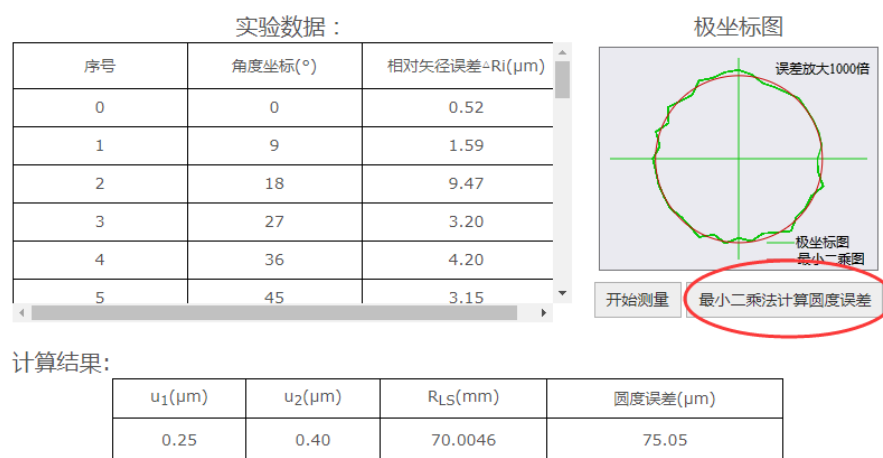 实验数据：
极坐标图
序号 角度坐标(°) 相对矢径误差△Ri(μm)
0 0 0.52
1 9 1.59
2 18 9.47
3 27 3.20
4 36 4.20
5 45 3.15
误差放大1000倍
极坐标图
最小二乘图
开始测量 最小二乘法计算圆度误差
计算结果:
u₁(μm) u₂(μm) R_LS(mm) 圆度误差(μm)
0.25 0.40 70.0046 75.05